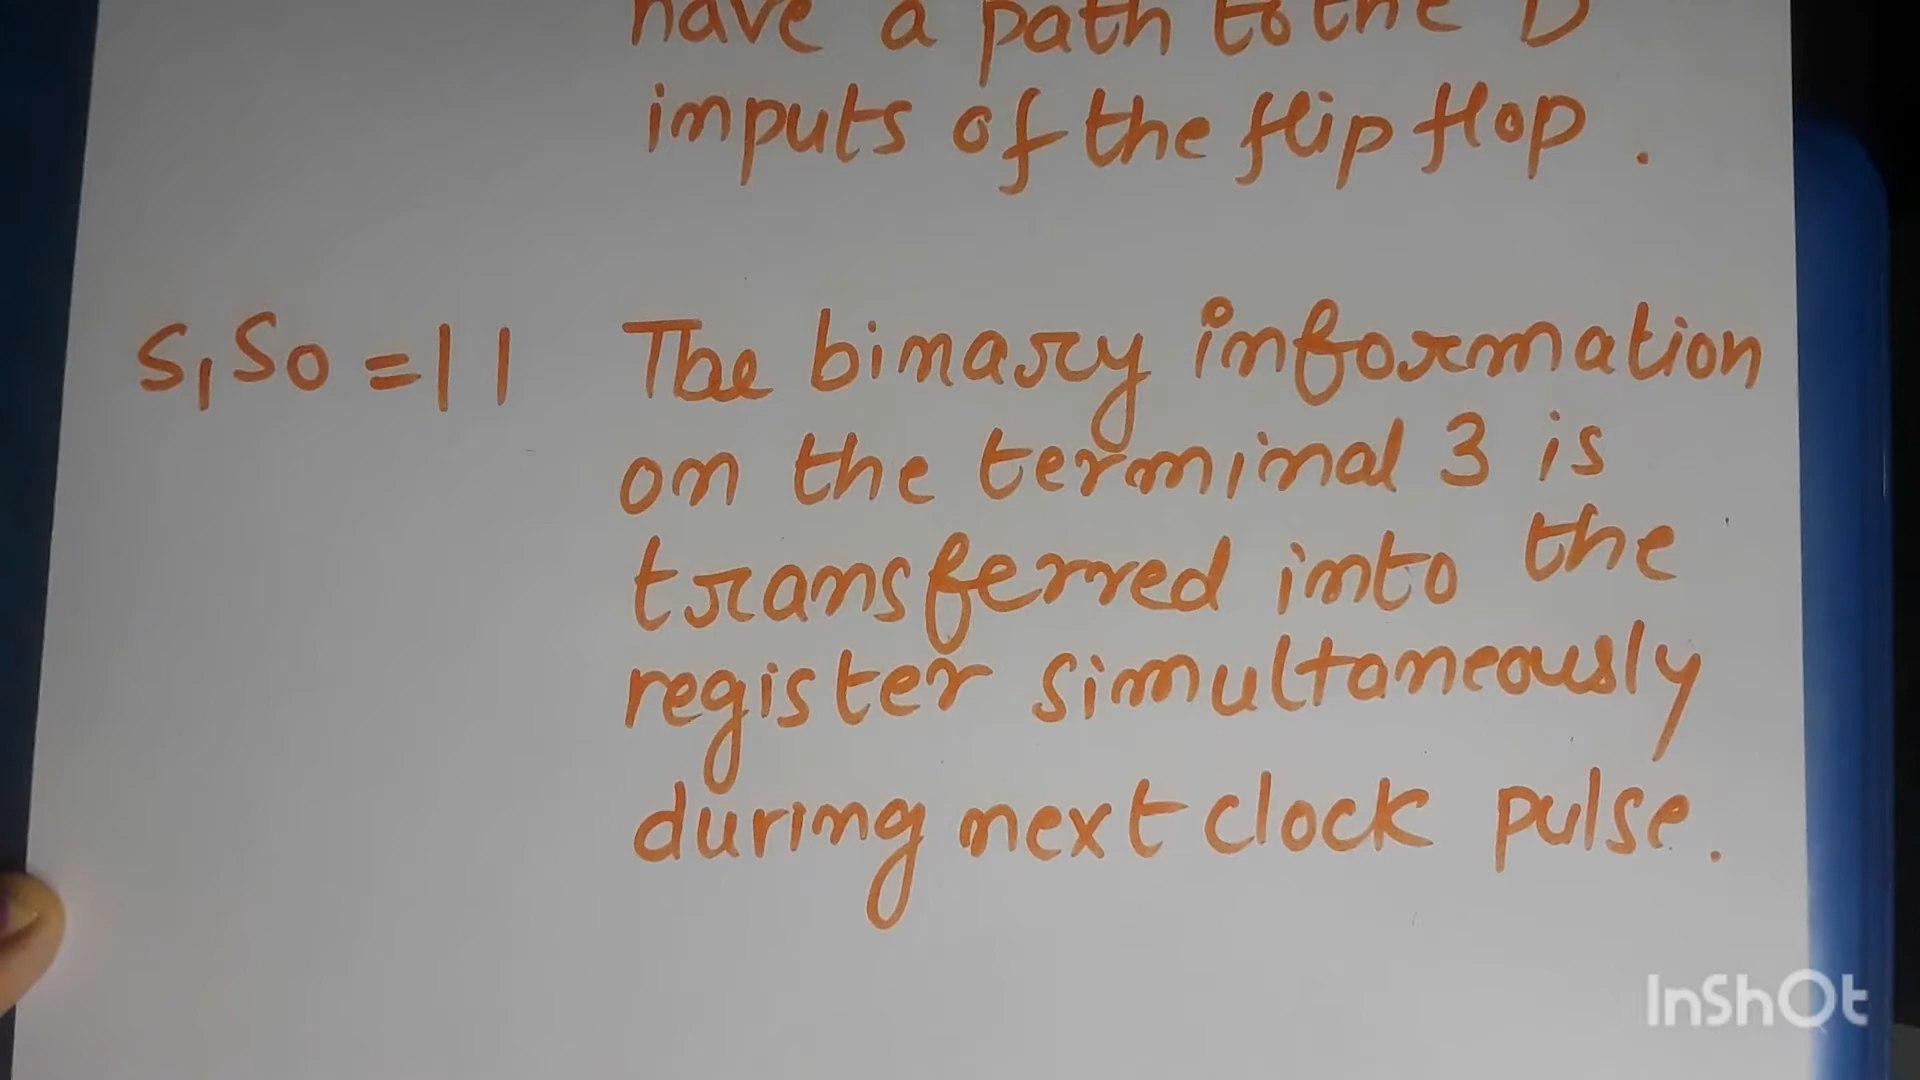 have a path to the D
inputs of the flip flop.
S₁S₀ = 11 The binary information
on the terminal 3 is
transferred into the
register simultaneously
during next clock pulse.
InShOt